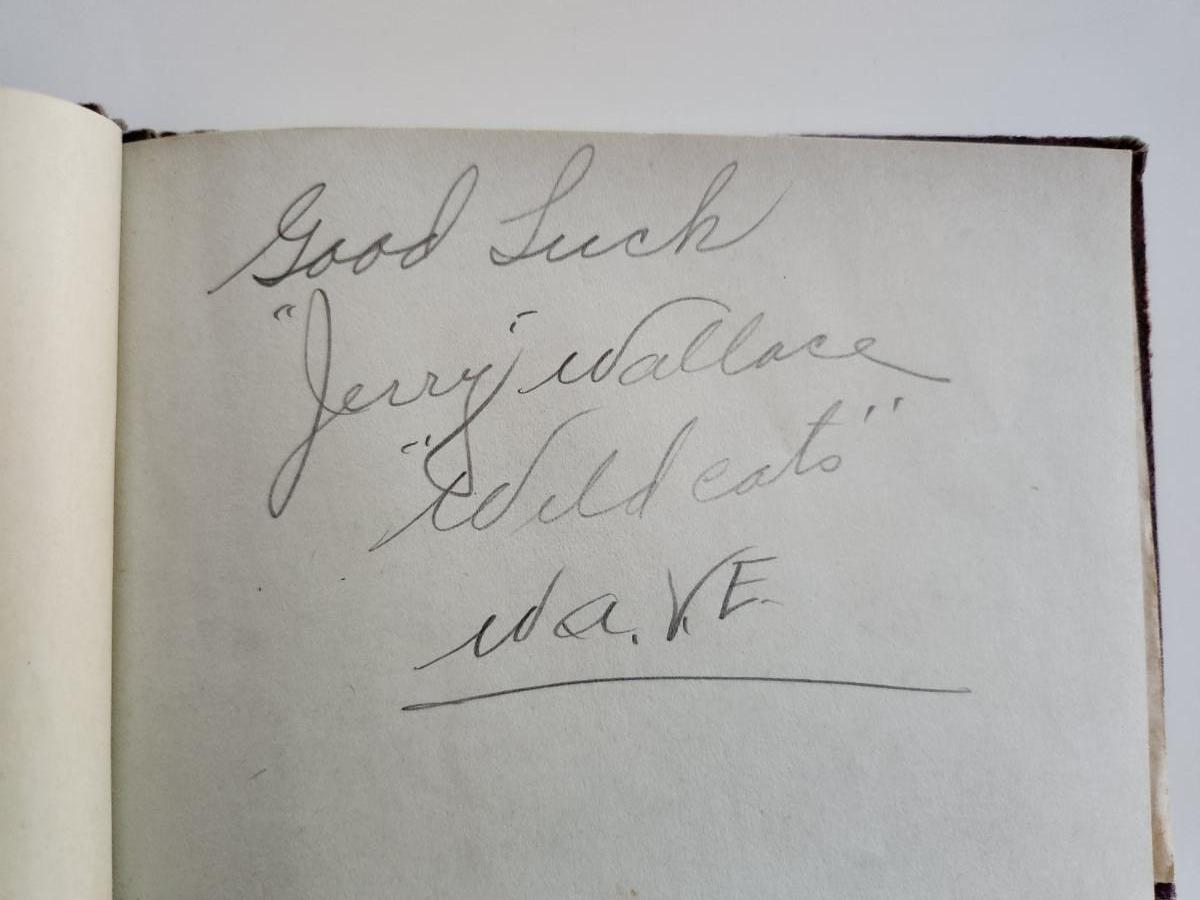 Good Luck
"Jerry" Wallace
"Wildcats"
W.A.V.E.